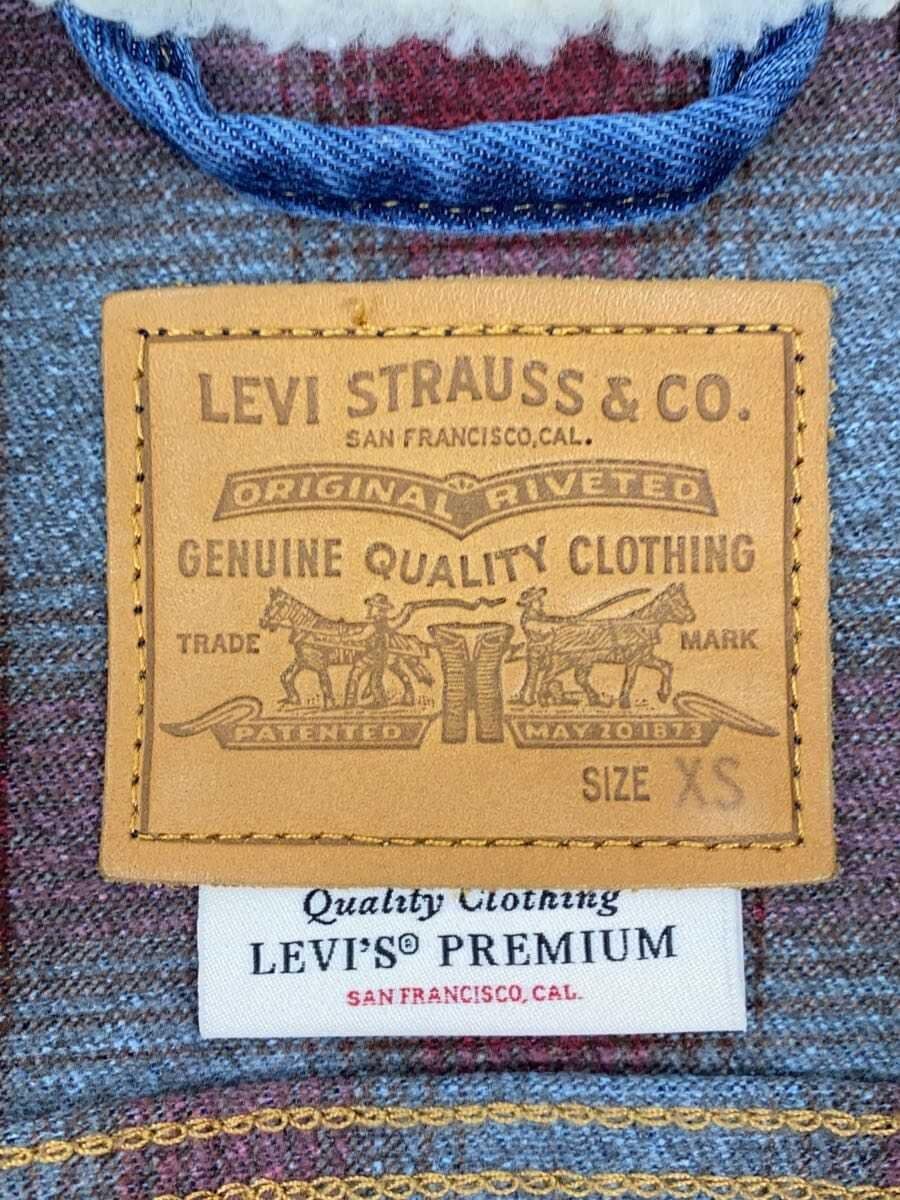 LEVI STRAUSS & CO.
SAN FRANCISCO, CAL.
ORIGINAL RIVETED
GENUINE QUALITY CLOTHING
TRADE MARK
PATENTED MAY 20 1873
SIZE XS
Quality Clothing
LEVI'S® PREMIUM
SAN FRANCISCO, CAL.